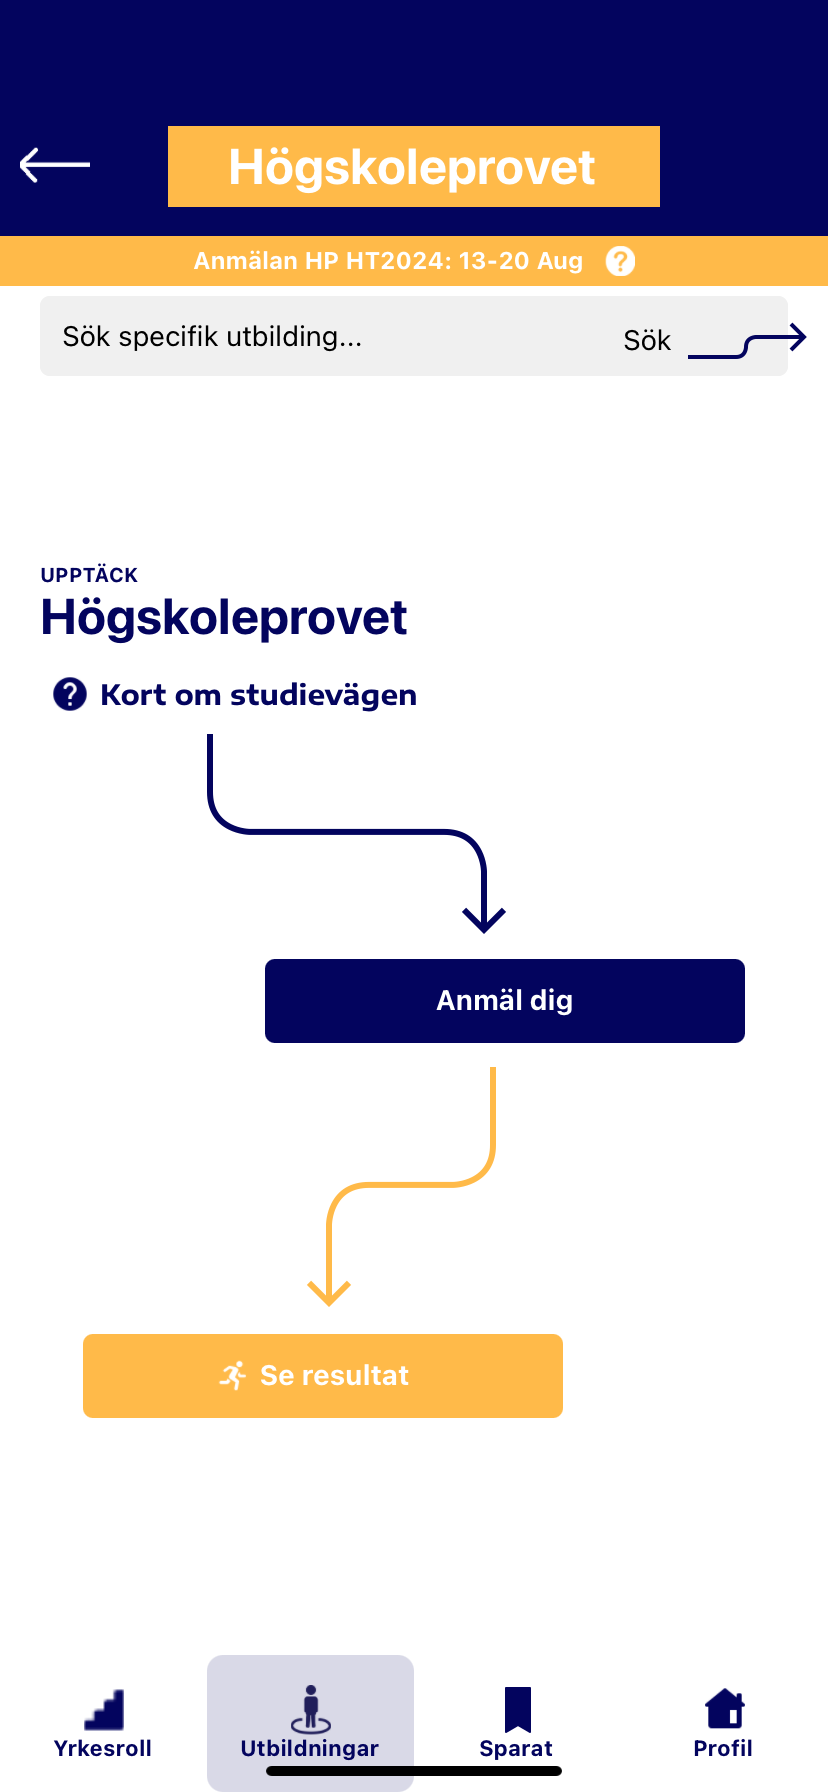 Högskoleprovet
Anmälan HP HT2024: 13-20 Aug
Sök specifik utbilding...
Sök
UPPTÄCK
Högskoleprovet
Kort om studievägen
Anmäl dig
Se resultat
Yrkesroll
Utbildningar
Sparat
Profil